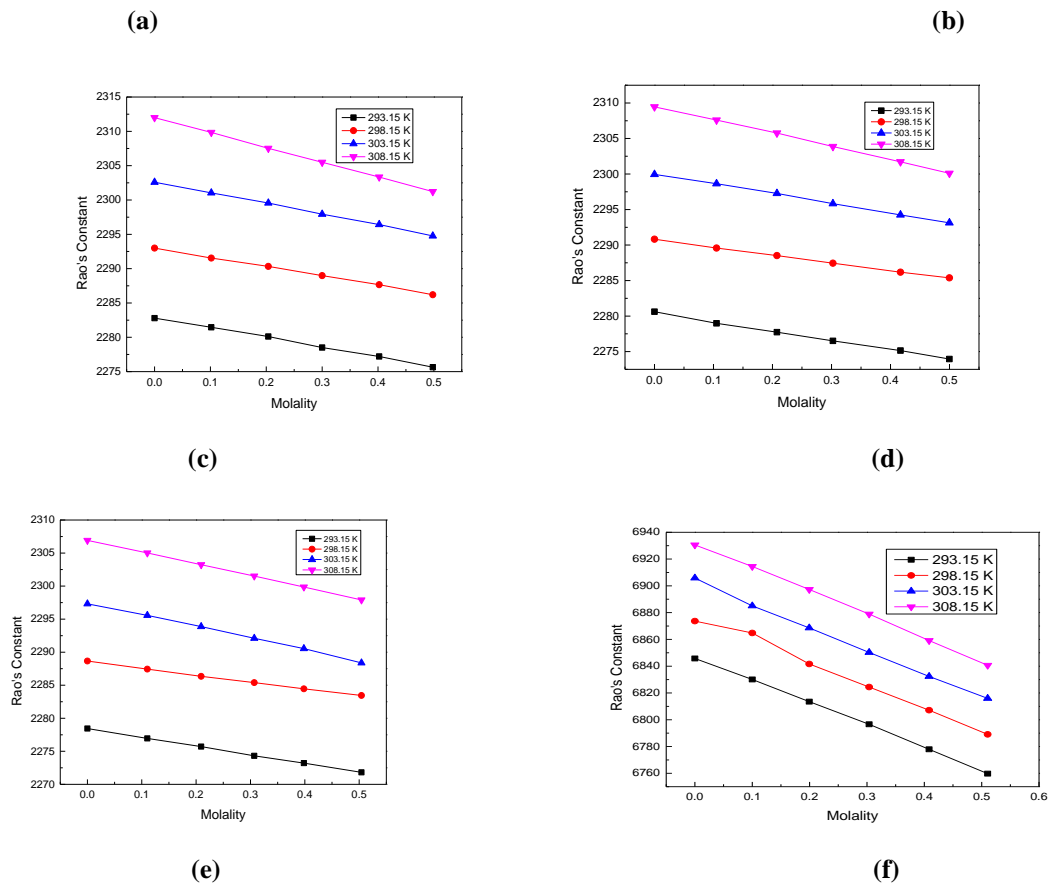 (a)
(b)
2315
2310
2305
2300
2295
2290
2285
2280
2275
Rao's Constant
0.0 0.1 0.2 0.3 0.4 0.5
Molality
293.15 K
298.15 K
303.15 K
308.15 K
2310
2305
2300
2295
2290
2285
2280
2275
Rao's Constant
0.0 0.1 0.2 0.3 0.4 0.5
Molality
293.15 K
298.15 K
303.15 K
308.15 K
(c)
(d)
2310
2305
2300
2295
2290
2285
2280
2275
2270
Rao's Constant
0.0 0.1 0.2 0.3 0.4 0.5
Molality
293.15 K
298.15 K
303.15 K
308.15 K
6940
6920
6900
6880
6860
6840
6820
6800
6780
6760
Rao's Constant
0.0 0.1 0.2 0.3 0.4 0.5 0.6
Molality
293.15 K
298.15 K
303.15 K
308.15 K
(e)
(f)